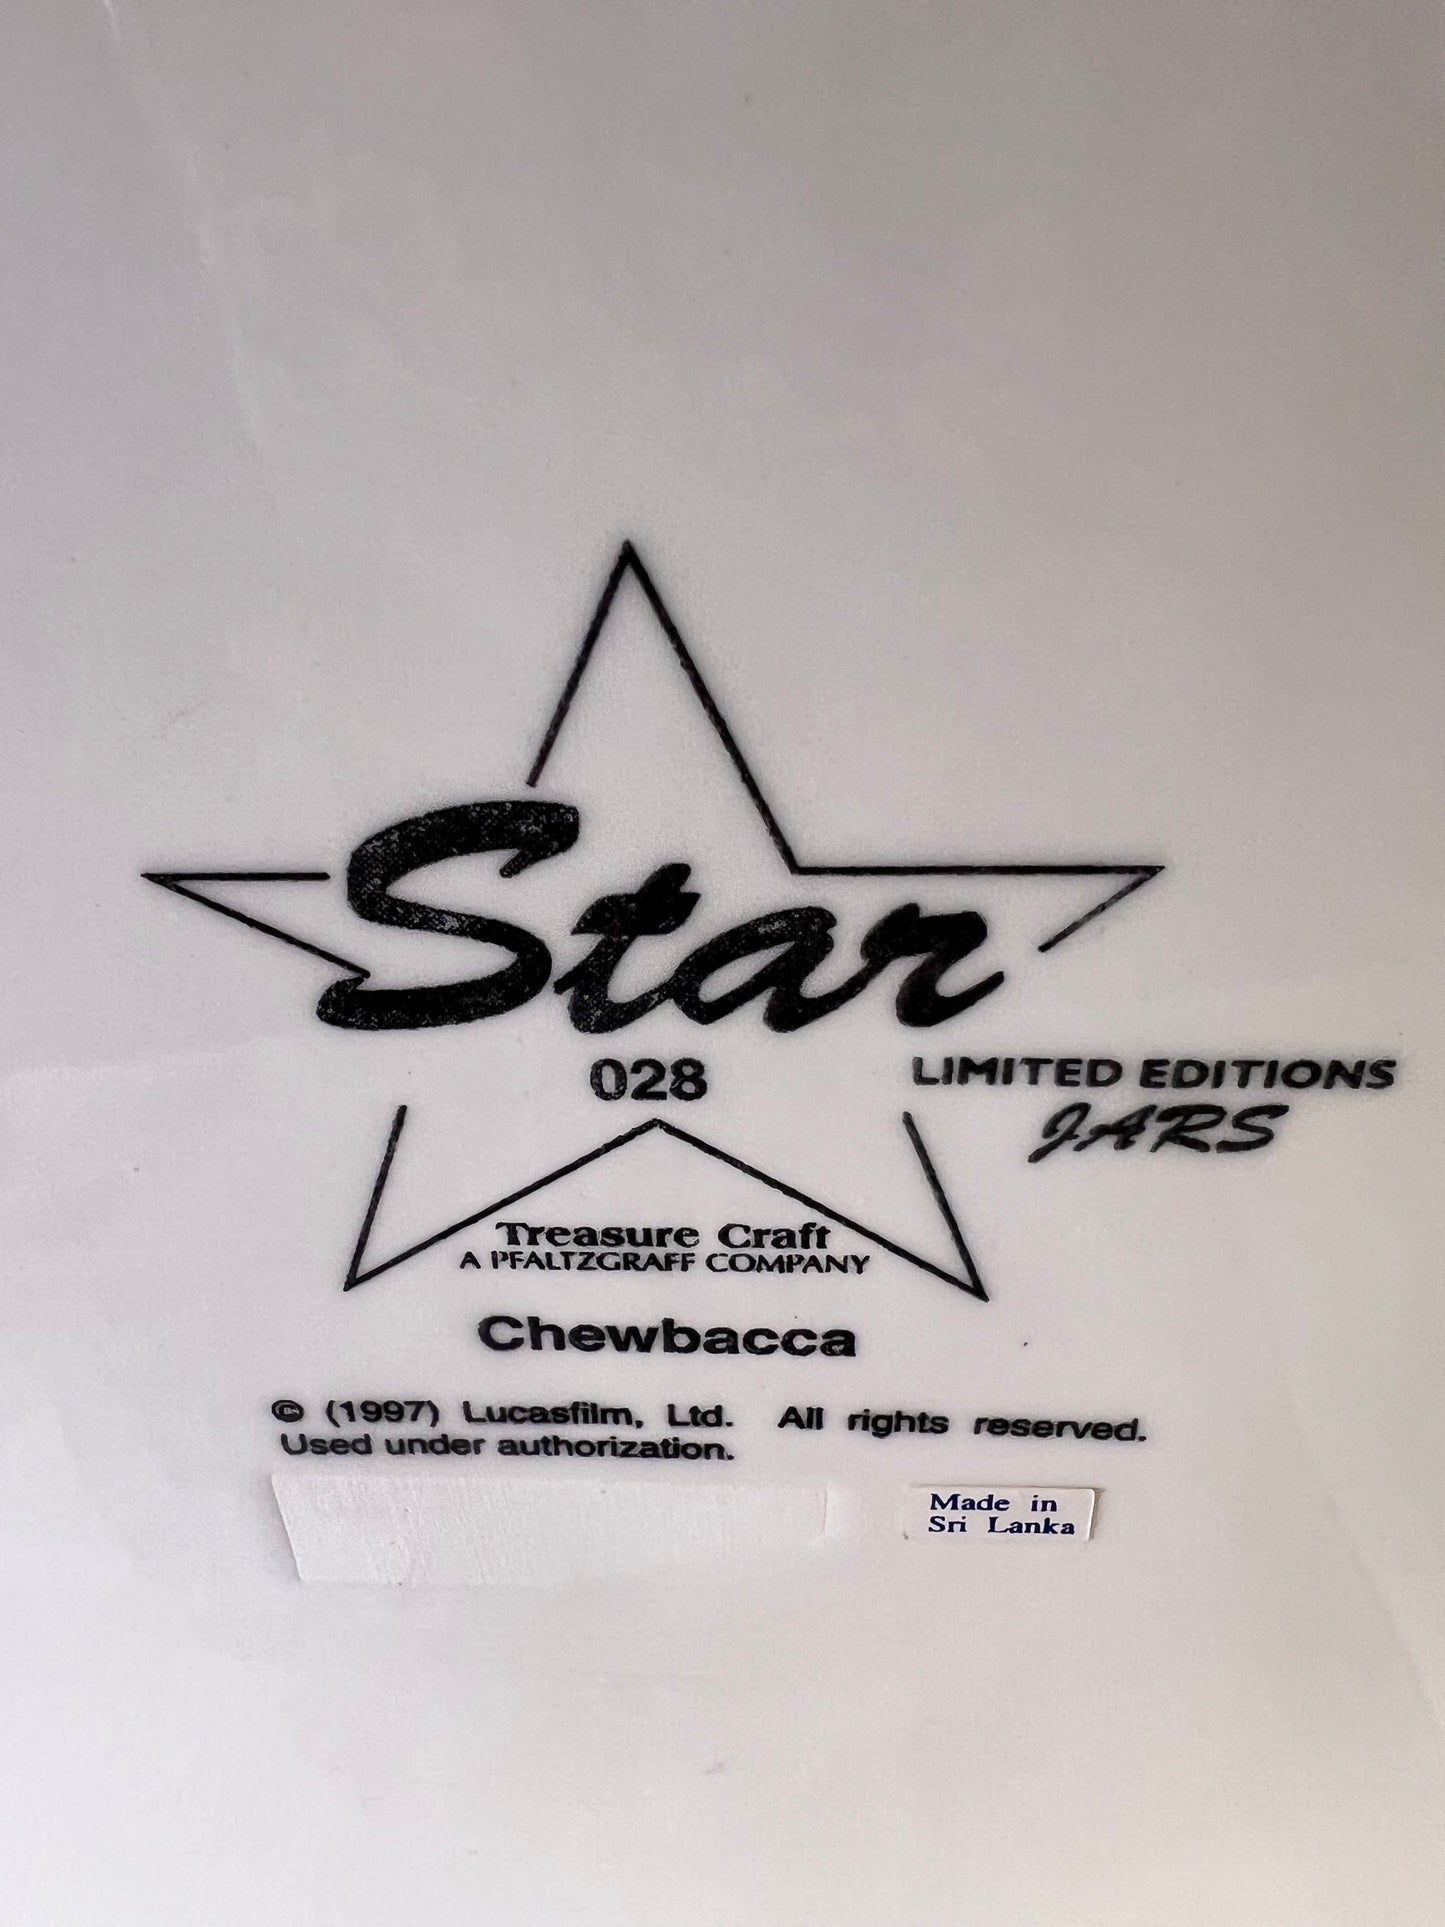 Star
028
LIMITED EDITIONS
JARS
Treasure Craft
A PFALTZGRAFF COMPANY
Chewbacca
© (1997) Lucasfilm, Ltd. All rights reserved.
Used under authorization.
Made in
Sri Lanka